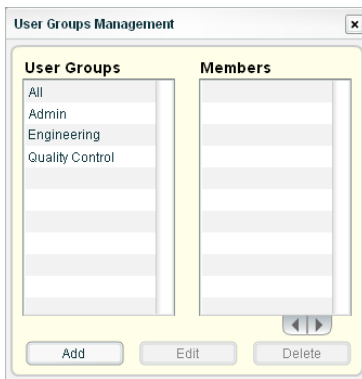 User Groups Management
User Groups Members
All
Admin
Engineering
Quality Control
Add Edit Delete